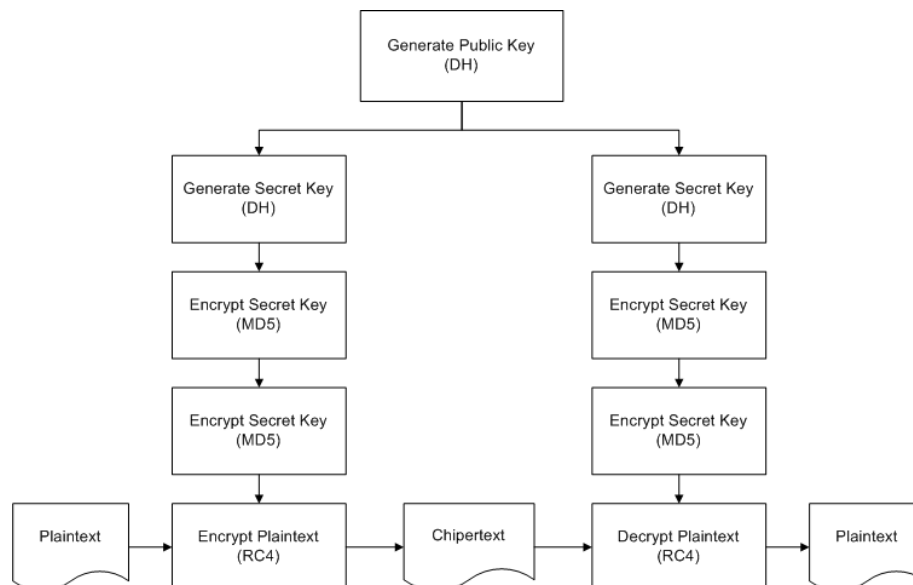 Generate Public Key
(DH)
Generate Secret Key
(DH)
Generate Secret Key
(DH)
Encrypt Secret Key
(MD5)
Encrypt Secret Key
(MD5)
Encrypt Secret Key
(MD5)
Encrypt Secret Key
(MD5)
Plaintext
Encrypt Plaintext
(RC4)
Chipertext
Decrypt Plaintext
(RC4)
Plaintext